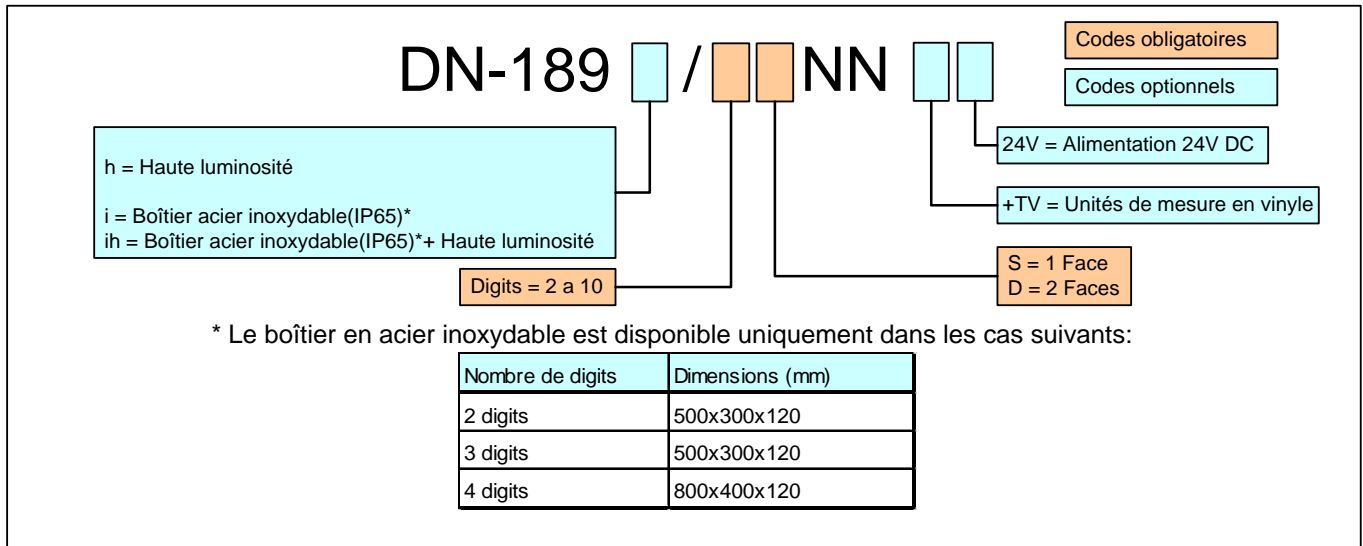 DN-189 / NN
Codes obligatoires
Codes optionnels
h = Haute luminosité
i = Boîtier acier inoxydable(IP65)*
ih = Boîtier acier inoxydable(IP65)*+ Haute luminosité
24V = Alimentation 24V DC
+TV = Unités de mesure en vinyle
Digits = 2 a 10
S = 1 Face
D = 2 Faces
* Le boîtier en acier inoxydable est disponible uniquement dans les cas suivants:
Nombre de digits Dimensions (mm)
2 digits 500x300x120
3 digits 500x300x120
4 digits 800x400x120